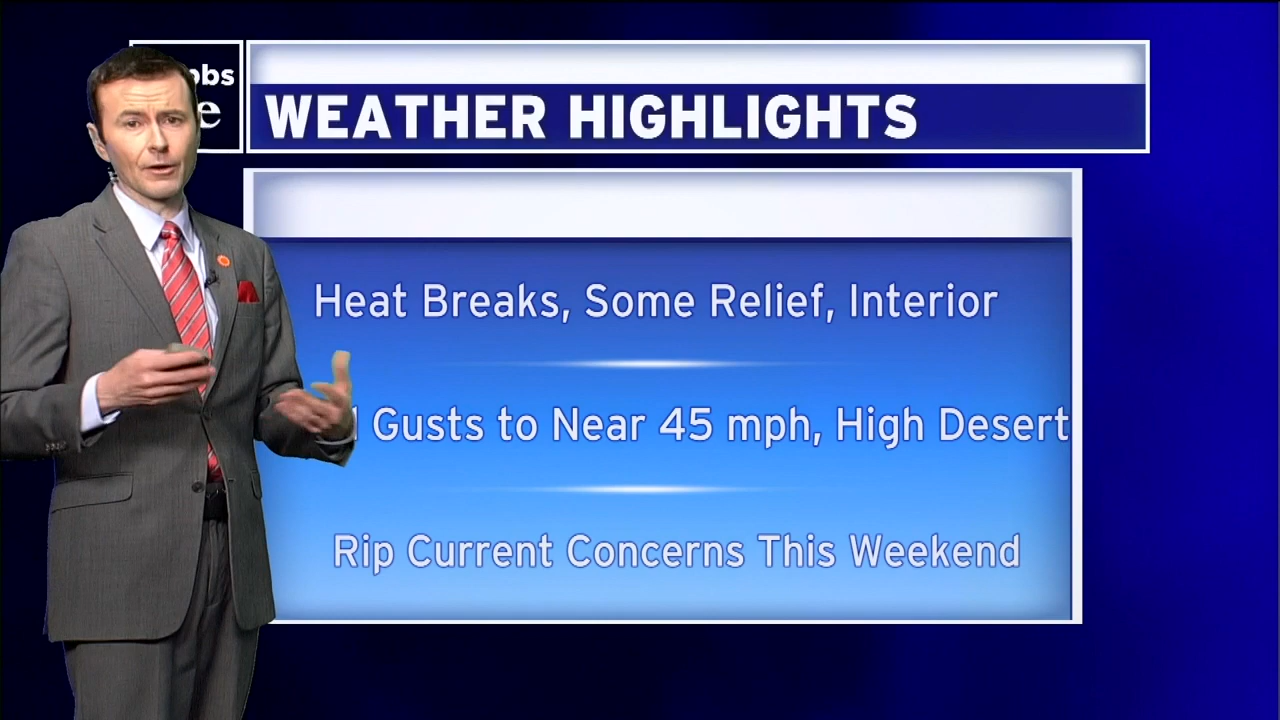 WEATHER HIGHLIGHTS
Heat Breaks, Some Relief, Interior
Gusts to Near 45 mph, High Desert
Rip Current Concerns This Weekend